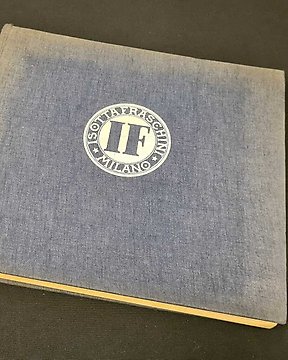 ISOTTA FRASCHINI
IF
* MILANO *